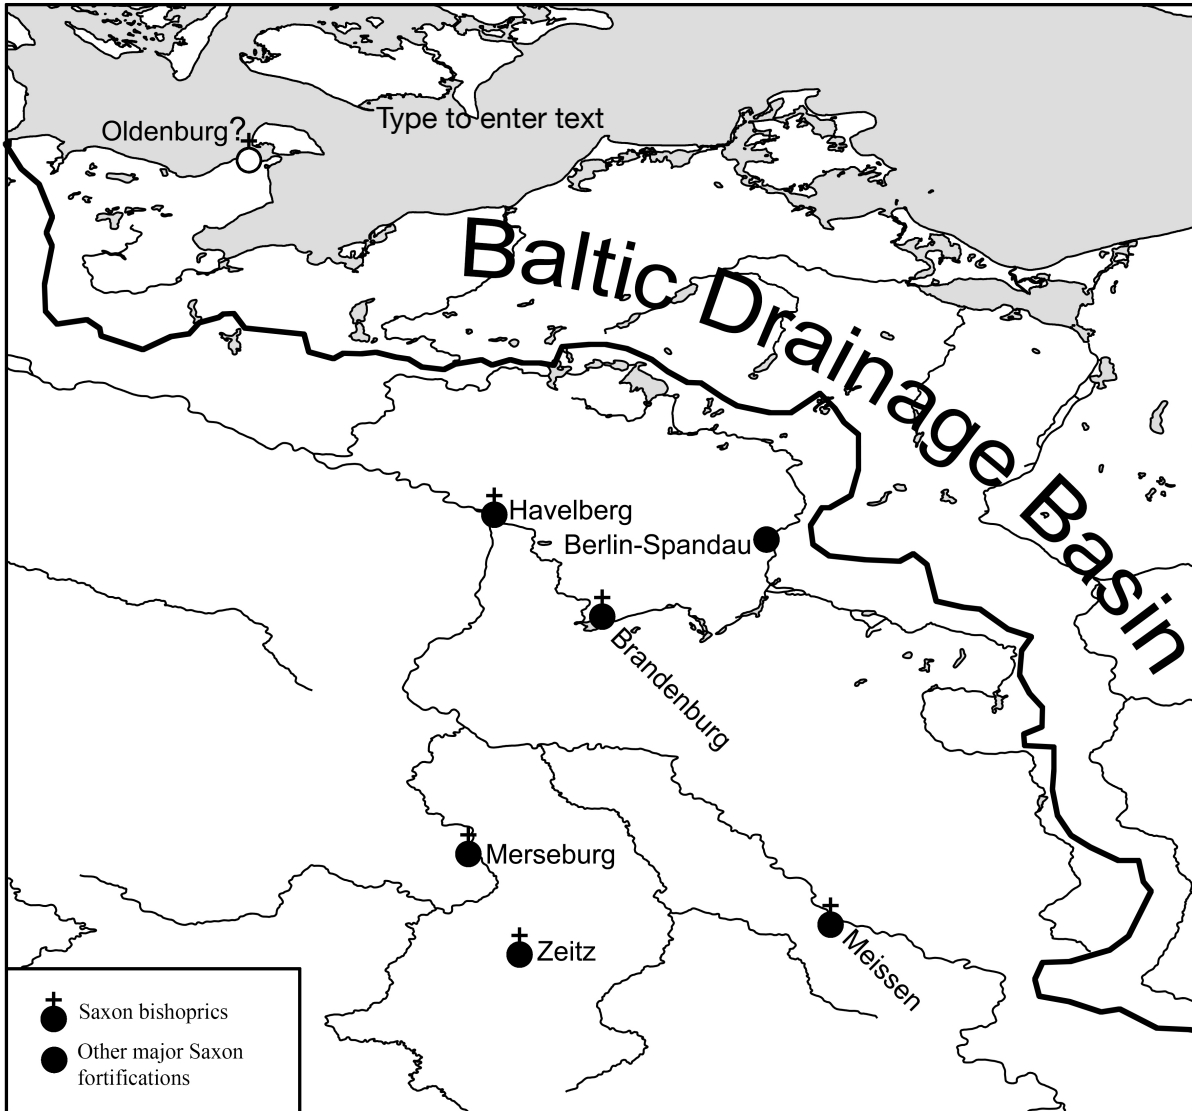 Type to enter text
Oldenburg?
Baltic Drainage Basin
Havelberg
Berlin-Spandau
Brandenburg
Merseburg
Zeitz
Meissen
Saxon bishoprics
Other major Saxon
fortifications